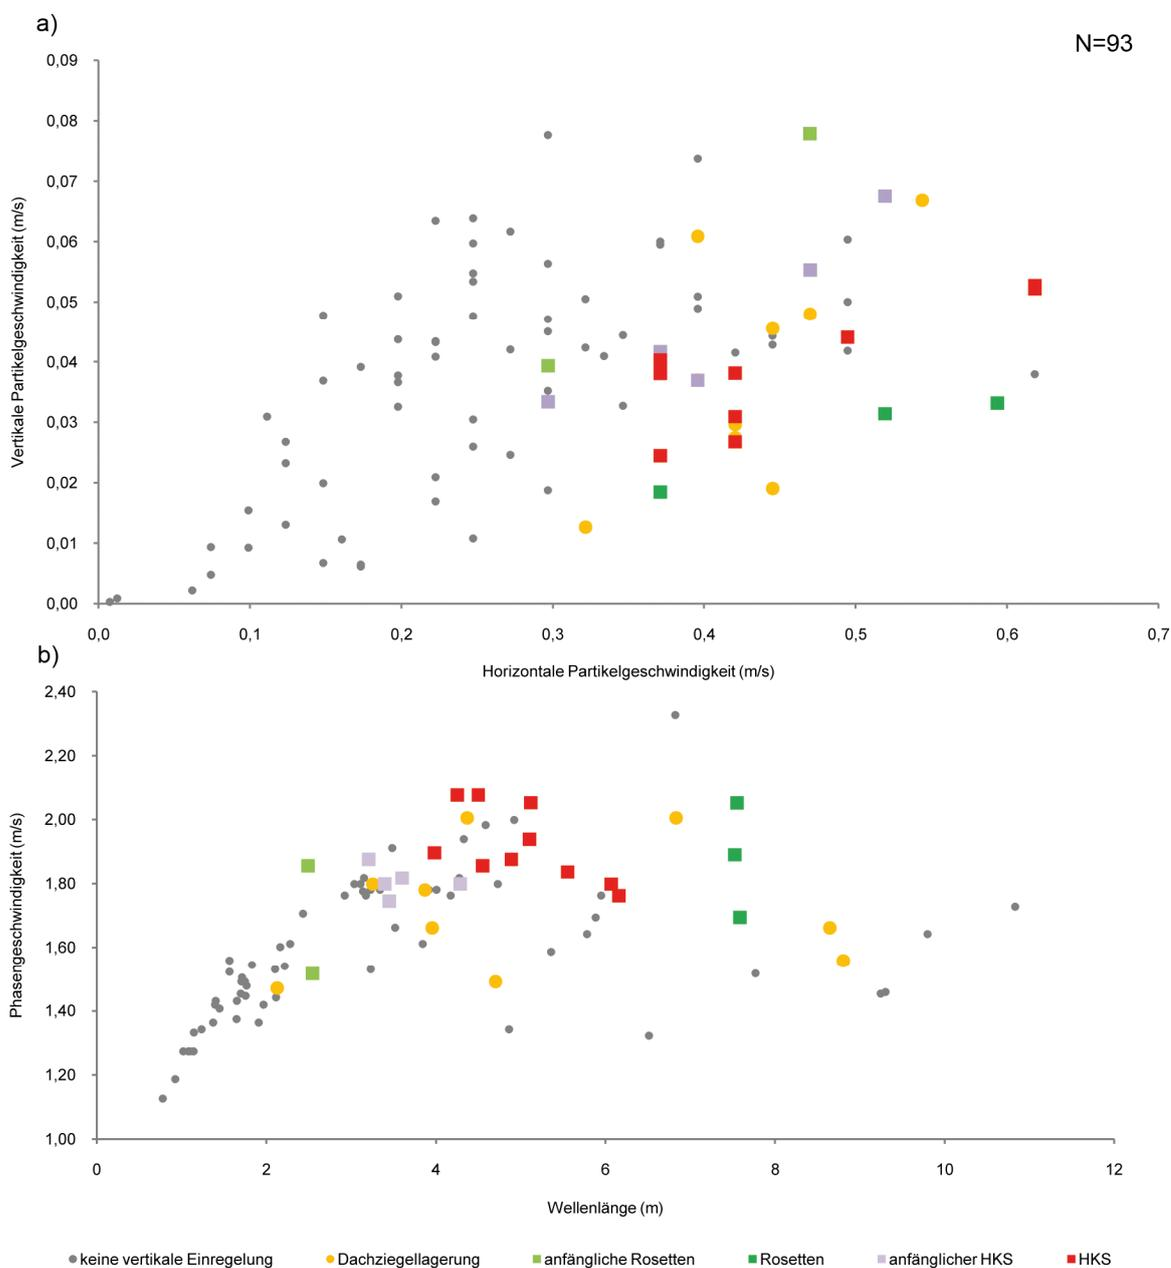 a)
N=93
0,09
0,08
0,07
0,06
0,05
0,04
0,03
0,02
0,01
0,00
Vertikale Partikelgeschwindigkeit (m/s)
0,0 0,1 0,2 0,3 0,4 0,5 0,6 0,7
Horizontale Partikelgeschwindigkeit (m/s)
b)
2,40
2,20
2,00
1,80
1,60
1,40
1,20
1,00
Phasengeschwindigkeit (m/s)
0 2 4 6 8 10 12
Wellenlänge (m)
keine vertikale Einregelung Dachziegellagerung anfängliche Rosetten Rosetten anfänglicher HKS HKS